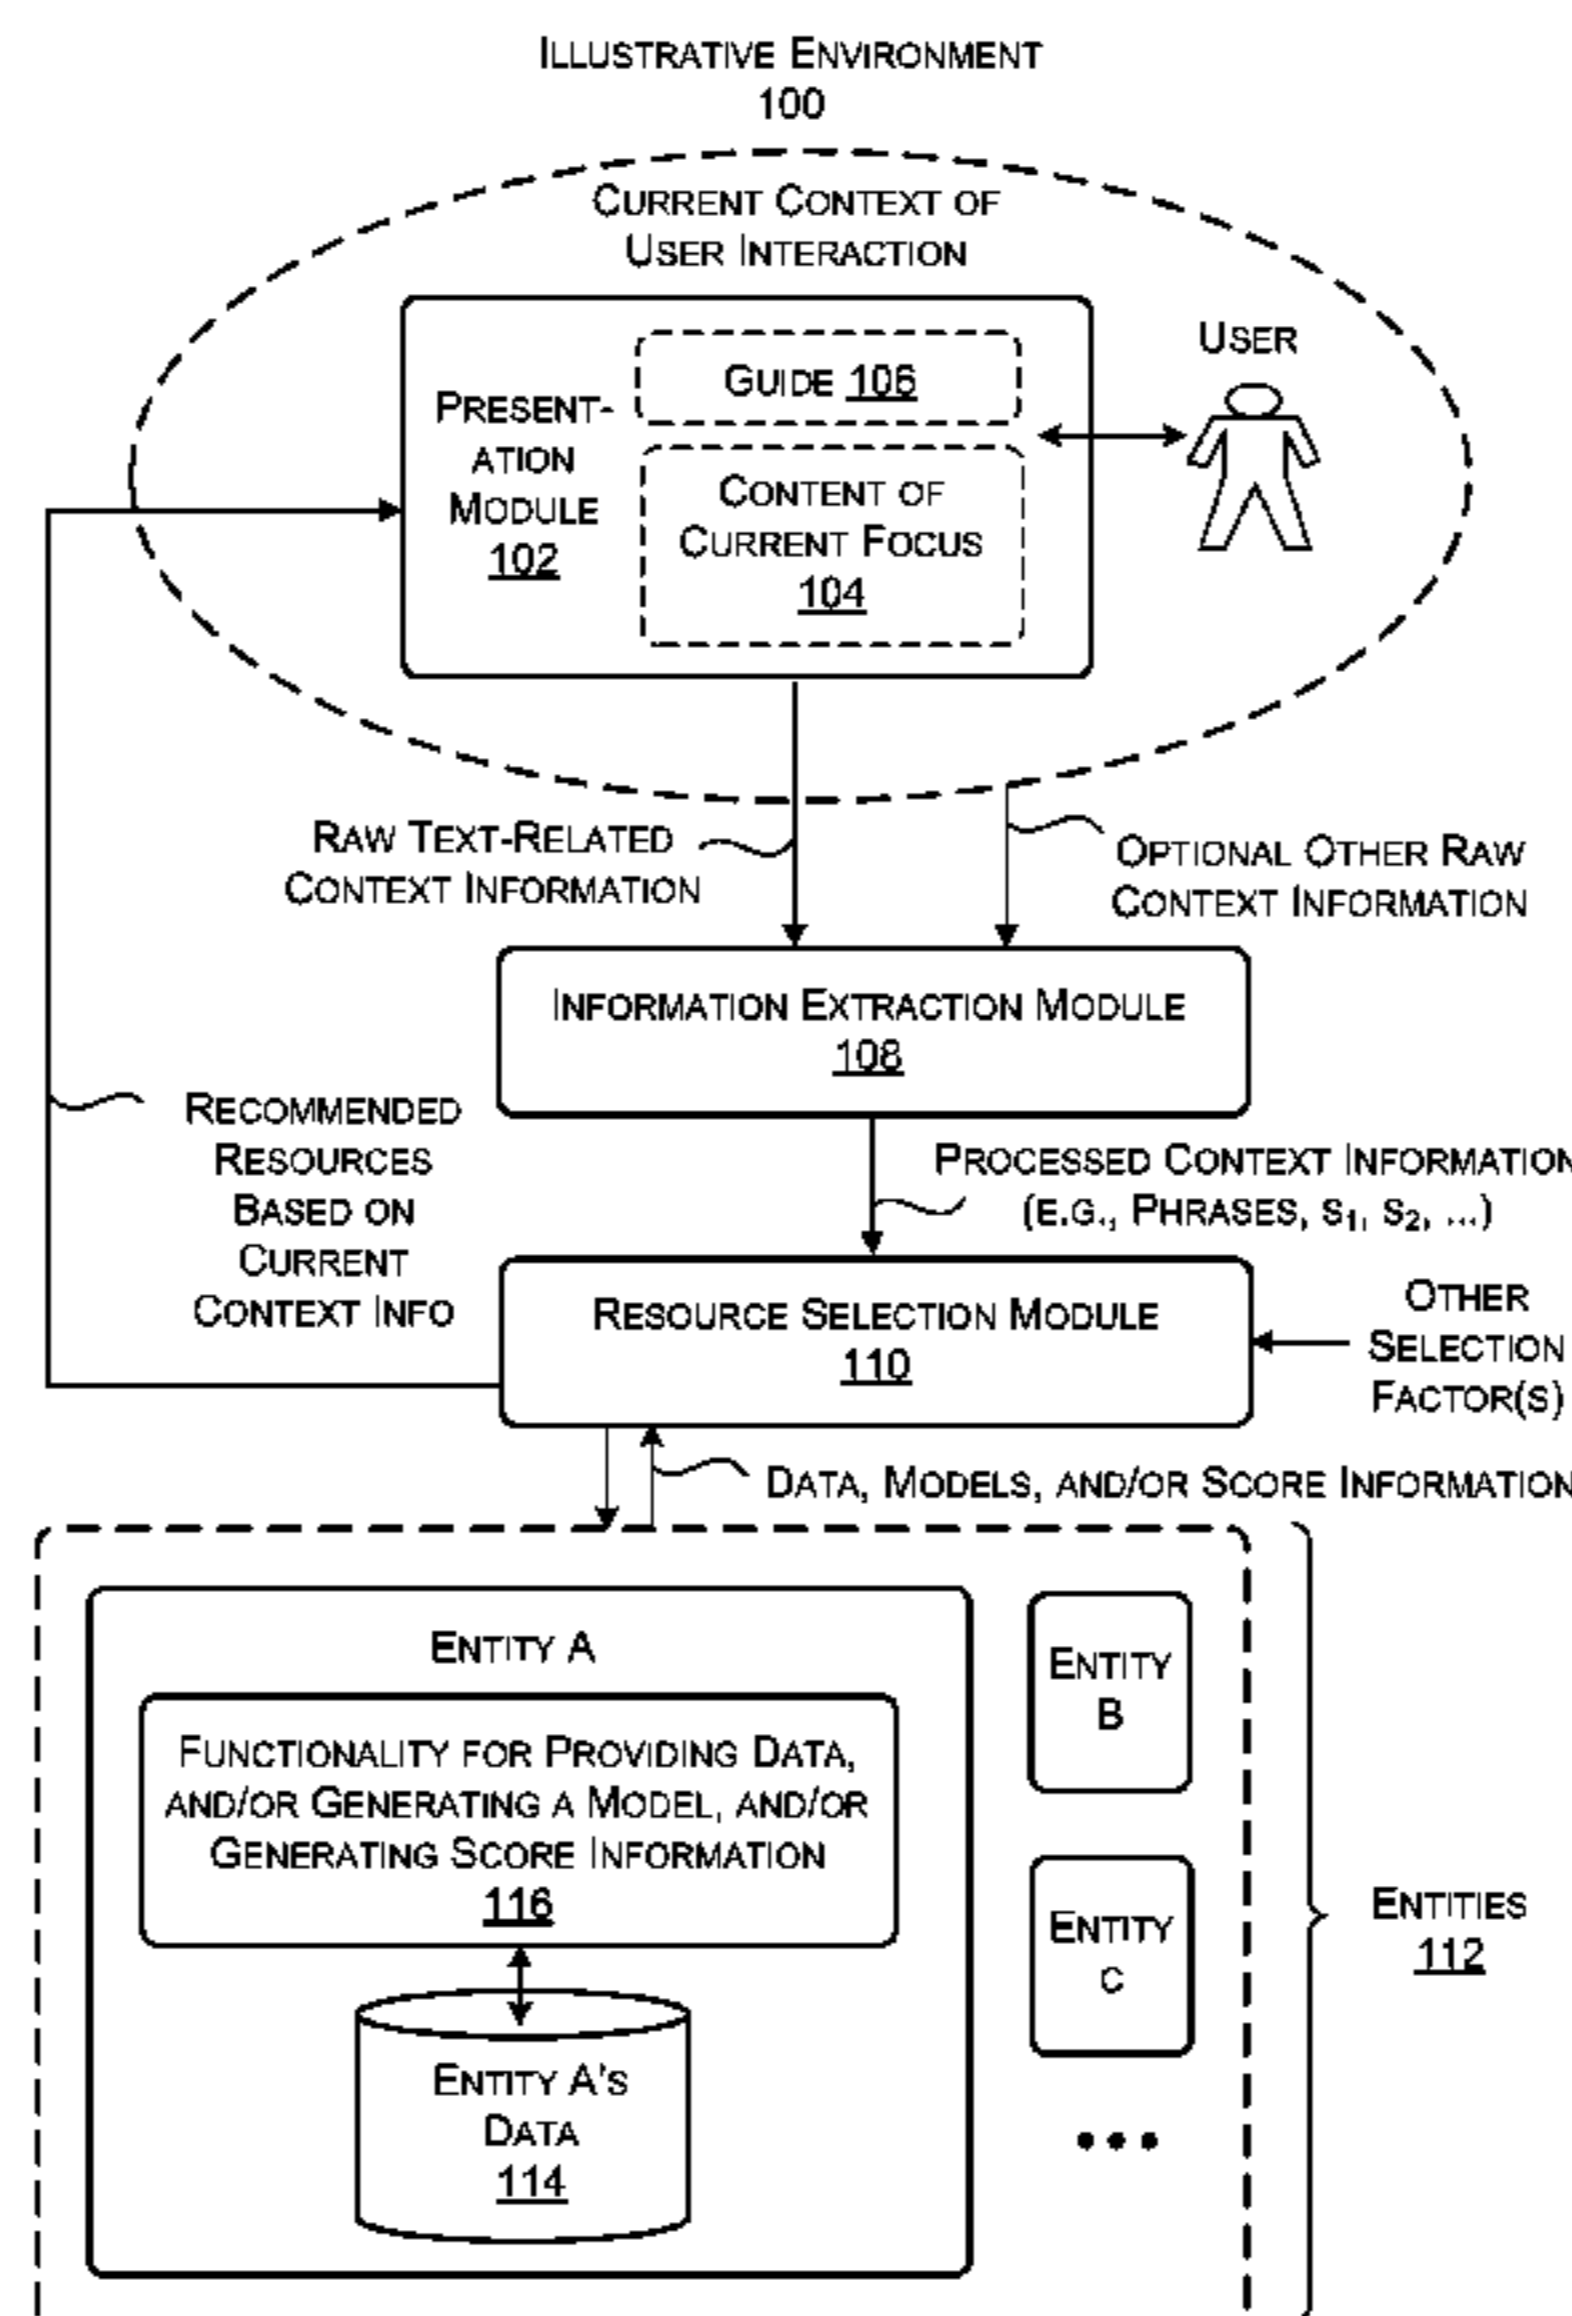 ILLUSTRATIVE ENVIRONMENT
100
CURRENT CONTEXT OF
USER INTERACTION
GUIDE 106
USER
PRESENT-
ATION
MODULE
102
CONTENT OF
CURRENT FOCUS
104
RAW TEXT-RELATED
CONTEXT INFORMATION
OPTIONAL OTHER RAW
CONTEXT INFORMATION
INFORMATION EXTRACTION MODULE
108
RECOMMENDED
RESOURCES
BASED ON
CURRENT
CONTEXT INFO
PROCESSED CONTEXT INFORMATION
(E.G., PHRASES, S1, S2, ...)
RESOURCE SELECTION MODULE
110
OTHER
SELECTION
FACTOR(S)
DATA, MODELS, AND/OR SCORE INFORMATION
ENTITY A
FUNCTIONALITY FOR PROVIDING DATA,
AND/OR GENERATING A MODEL, AND/OR
GENERATING SCORE INFORMATION
116
ENTITY A'S
DATA
114
ENTITY
B
ENTITY
C
ENTITIES
112